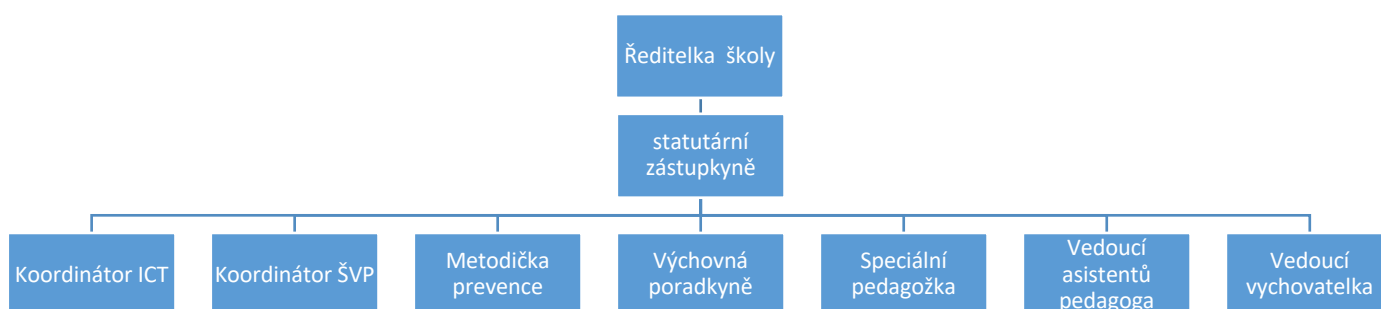 Ředitelka školy
statutární
zástupkyně
Koordinátor ICT
Koordinátor ŠVP
Metodička
prevence
Výchovná
poradkyně
Speciální
pedagožka
Vedoucí
asistentů
pedagoga
Vedoucí
vychovatelka